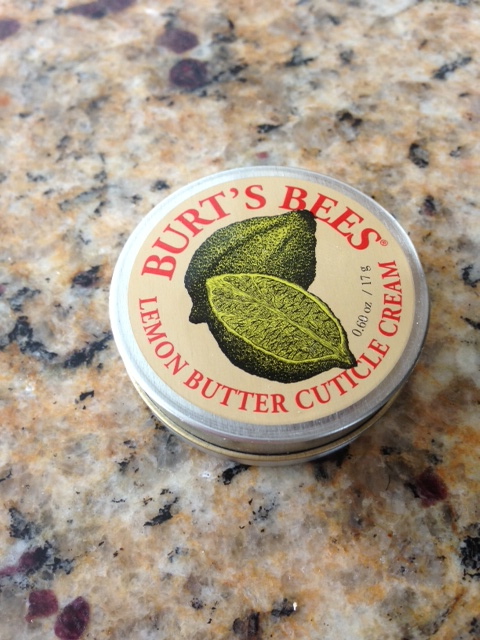 BURT'S BEES®
0.60 oz / 17 g
LEMON BUTTER CUTICLE CREAM